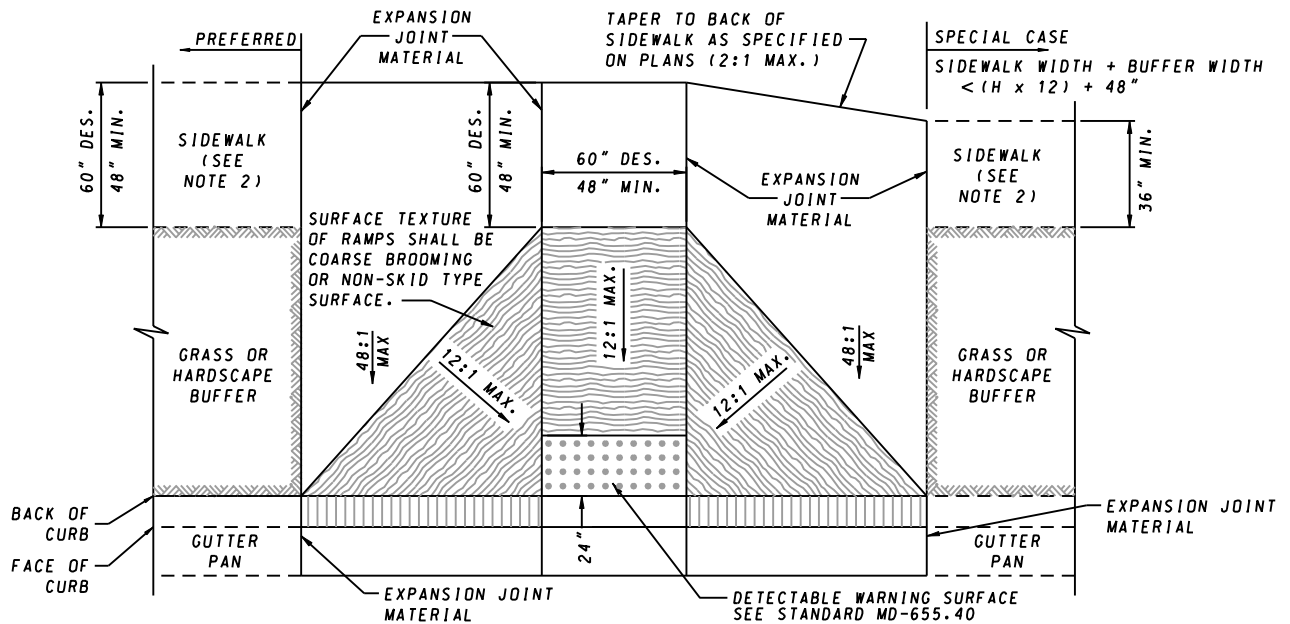 PREFERRED
EXPANSION
JOINT
MATERIAL
TAPER TO BACK OF
SIDEWALK AS SPECIFIED
ON PLANS (2:1 MAX.)
SPECIAL CASE
SIDEWALK WIDTH + BUFFER WIDTH
<(H x 12) + 48"
60" DES.
48" MIN.
SIDEWALK
(SEE
NOTE 2)
60" DES.
48" MIN.
60" DES.
48" MIN.
EXPANSION
JOINT
MATERIAL
SIDEWALK
(SEE
NOTE 2)
36" MIN.
SURFACE TEXTURE
OF RAMPS SHALL BE
COARSE BROOMING
OR NON-SKID TYPE
SURFACE.
GRASS OR
HARDSCAPE
BUFFER
48:1
MAX
12:1 MAX.
12:1 MAX.
12:1 MAX.
48:1
MAX
GRASS OR
HARDSCAPE
BUFFER
BACK OF
CURB
FACE OF
CURB
GUTTER
PAN
24"
GUTTER
PAN
EXPANSION JOINT
MATERIAL
EXPANSION JOINT
MATERIAL
DETECTABLE WARNING SURFACE
SEE STANDARD MD-655.40